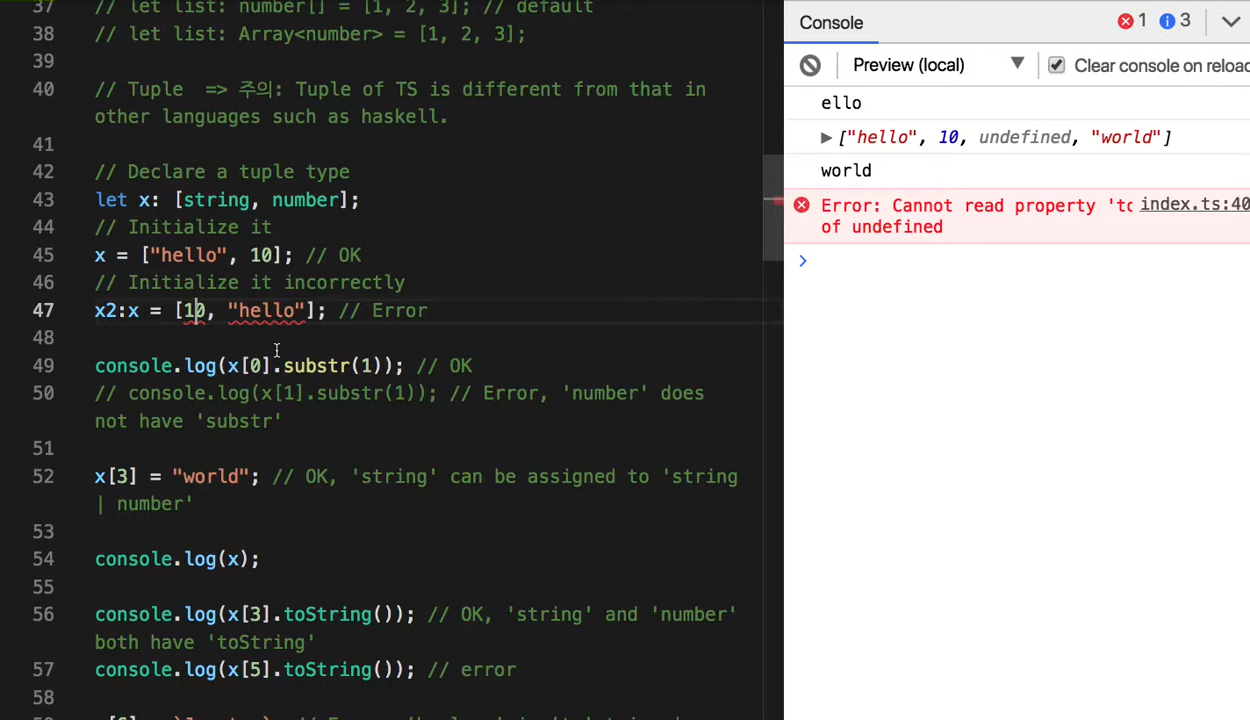 37 // let list: number[] = [1, 2, 3]; // default
38 // let list: Array<number> = [1, 2, 3];
39
40 // Tuple  => 주의: Tuple of TS is different from that in
other languages such as haskell.
41
42 // Declare a tuple type
43 let x: [string, number];
44 // Initialize it
45 x = ["hello", 10]; // OK
46 // Initialize it incorrectly
47 x2:x = [10, "hello"]; // Error
48
49 console.log(x[0].substr(1)); // OK
50 // console.log(x[1].substr(1)); // Error, 'number' does
not have 'substr'
51
52 x[3] = "world"; // OK, 'string' can be assigned to 'string
| number'
53
54 console.log(x);
55
56 console.log(x[3].toString()); // OK, 'string' and 'number'
both have 'toString'
57 console.log(x[5].toString()); // error
58
Console 1 3
Preview (local) Clear console on reload
ello
["hello", 10, undefined, "world"]
world
Error: Cannot read property 'to index.ts:40
of undefined